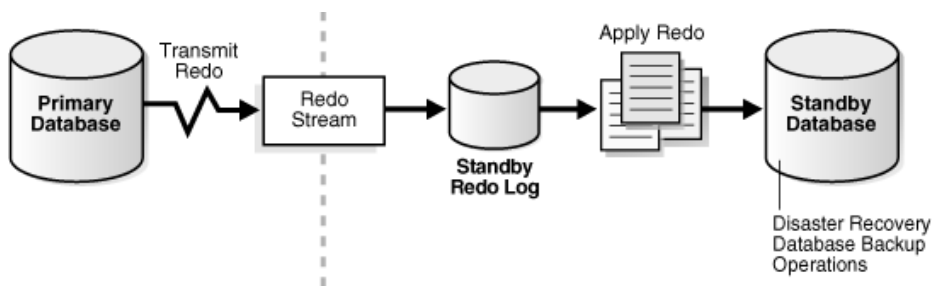 Primary
Database
Transmit
Redo
Redo
Stream
Standby
Redo Log
Apply Redo
Standby
Database
Disaster Recovery
Database Backup
Operations